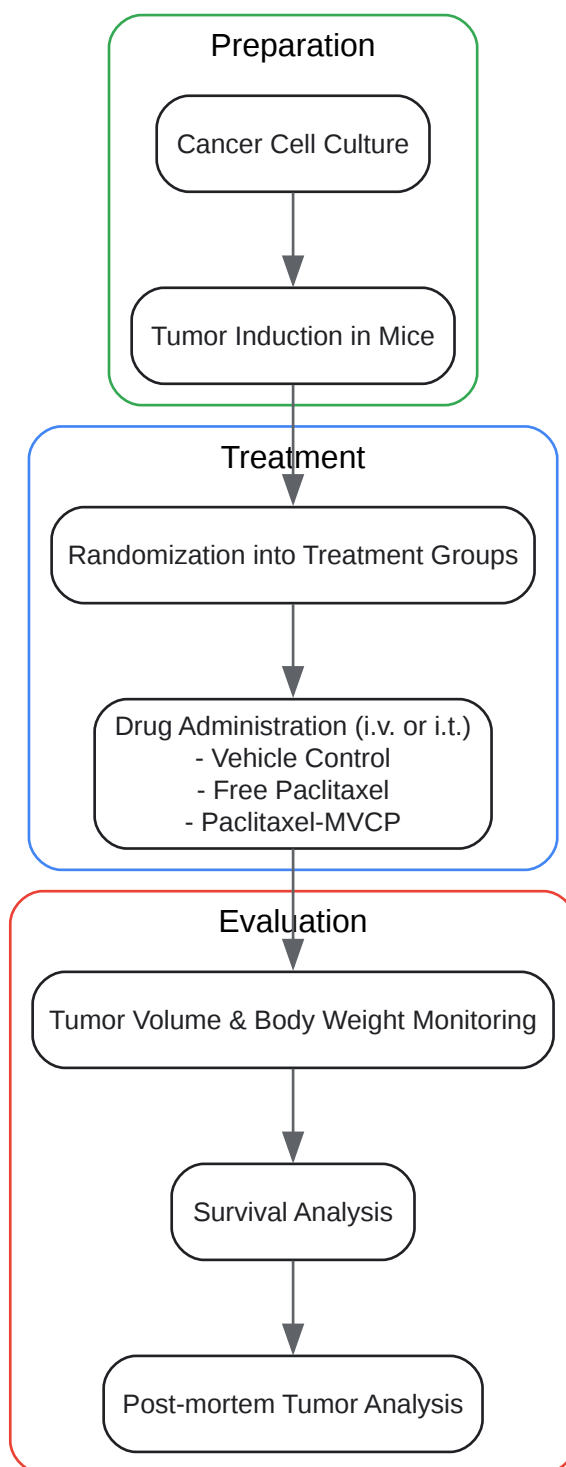 Preparation
Cancer Cell Culture
Tumor Induction in Mice
Treatment
Randomization into Treatment Groups
Drug Administration (i.v. or i.t.)
- Vehicle Control
- Free Paclitaxel
- Paclitaxel-MVCP
Evaluation
Tumor Volume & Body Weight Monitoring
Survival Analysis
Post-mortem Tumor Analysis